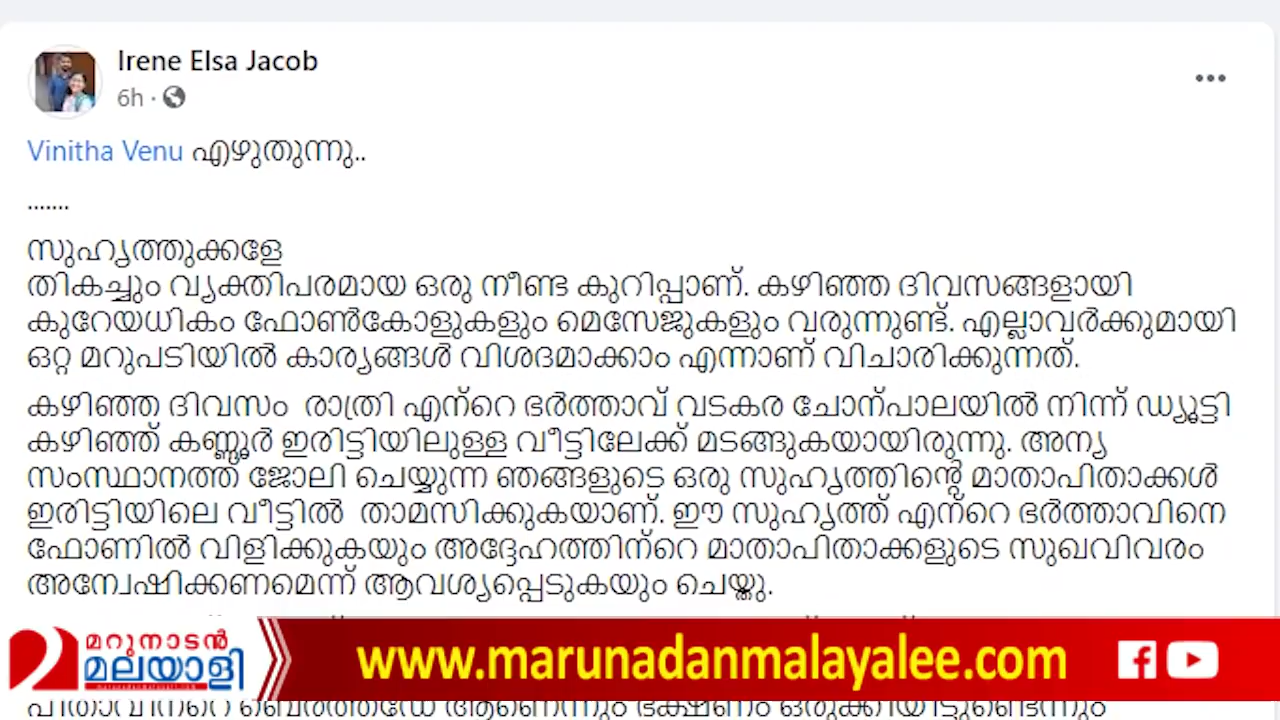 Irene Elsa Jacob
6h ·
Vinitha Venu എഴുതുന്നു..
.......
സുഹൃത്തുക്കളേ
തികച്ചും വ്യക്തിപരമായ ഒരു നീണ്ട കുറിപ്പാണ്. കഴിഞ്ഞ ദിവസങ്ങളായി
കുറേയധികം ഫോൺകോളുകളും മെസേജുകളും വരുന്നുണ്ട്. എല്ലാവർക്കുമായി
ഒറ്റ മറുപടിയിൽ കാര്യങ്ങൾ വിശദമാക്കാം എന്നാണ് വിചാരിക്കുന്നത്.
കഴിഞ്ഞ ദിവസം രാത്രി എന്റെ ഭർത്താവ് വടകര ചോന്പാലയിൽ നിന്ന് ഡ്യൂട്ടി
കഴിഞ്ഞ് കണ്ണൂർ ഇരിട്ടിയിലുള്ള വീട്ടിലേക്ക് മടങ്ങുകയായിരുന്നു. അന്യ
സംസ്ഥാനത്ത് ജോലി ചെയ്യുന്ന ഞങ്ങളുടെ ഒരു സുഹൃത്തിന്റെ മാതാപിതാക്കൾ
ഇരിട്ടിയിലെ വീട്ടിൽ താമസിക്കുകയാണ്. ഈ സുഹൃത്ത് എന്റെ ഭർത്താവിനെ
ഫോണിൽ വിളിക്കുകയും അദ്ദേഹത്തിന്റെ മാതാപിതാക്കളുടെ സുഖവിവരം
അന്വേഷിക്കണമെന്ന് ആവശ്യപ്പെടുകയും ചെയ്തു.
മറുനാടൻ
മലയാളി
www.marunadanmalayalee.com